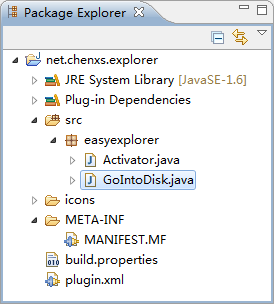 Package Explorer
net.chenxs.explorer
JRE System Library [JavaSE-1.6]
Plug-in Dependencies
src
easyexplorer
Activator.java
GoIntoDisk.java
icons
META-INF
MANIFEST.MF
build.properties
plugin.xml